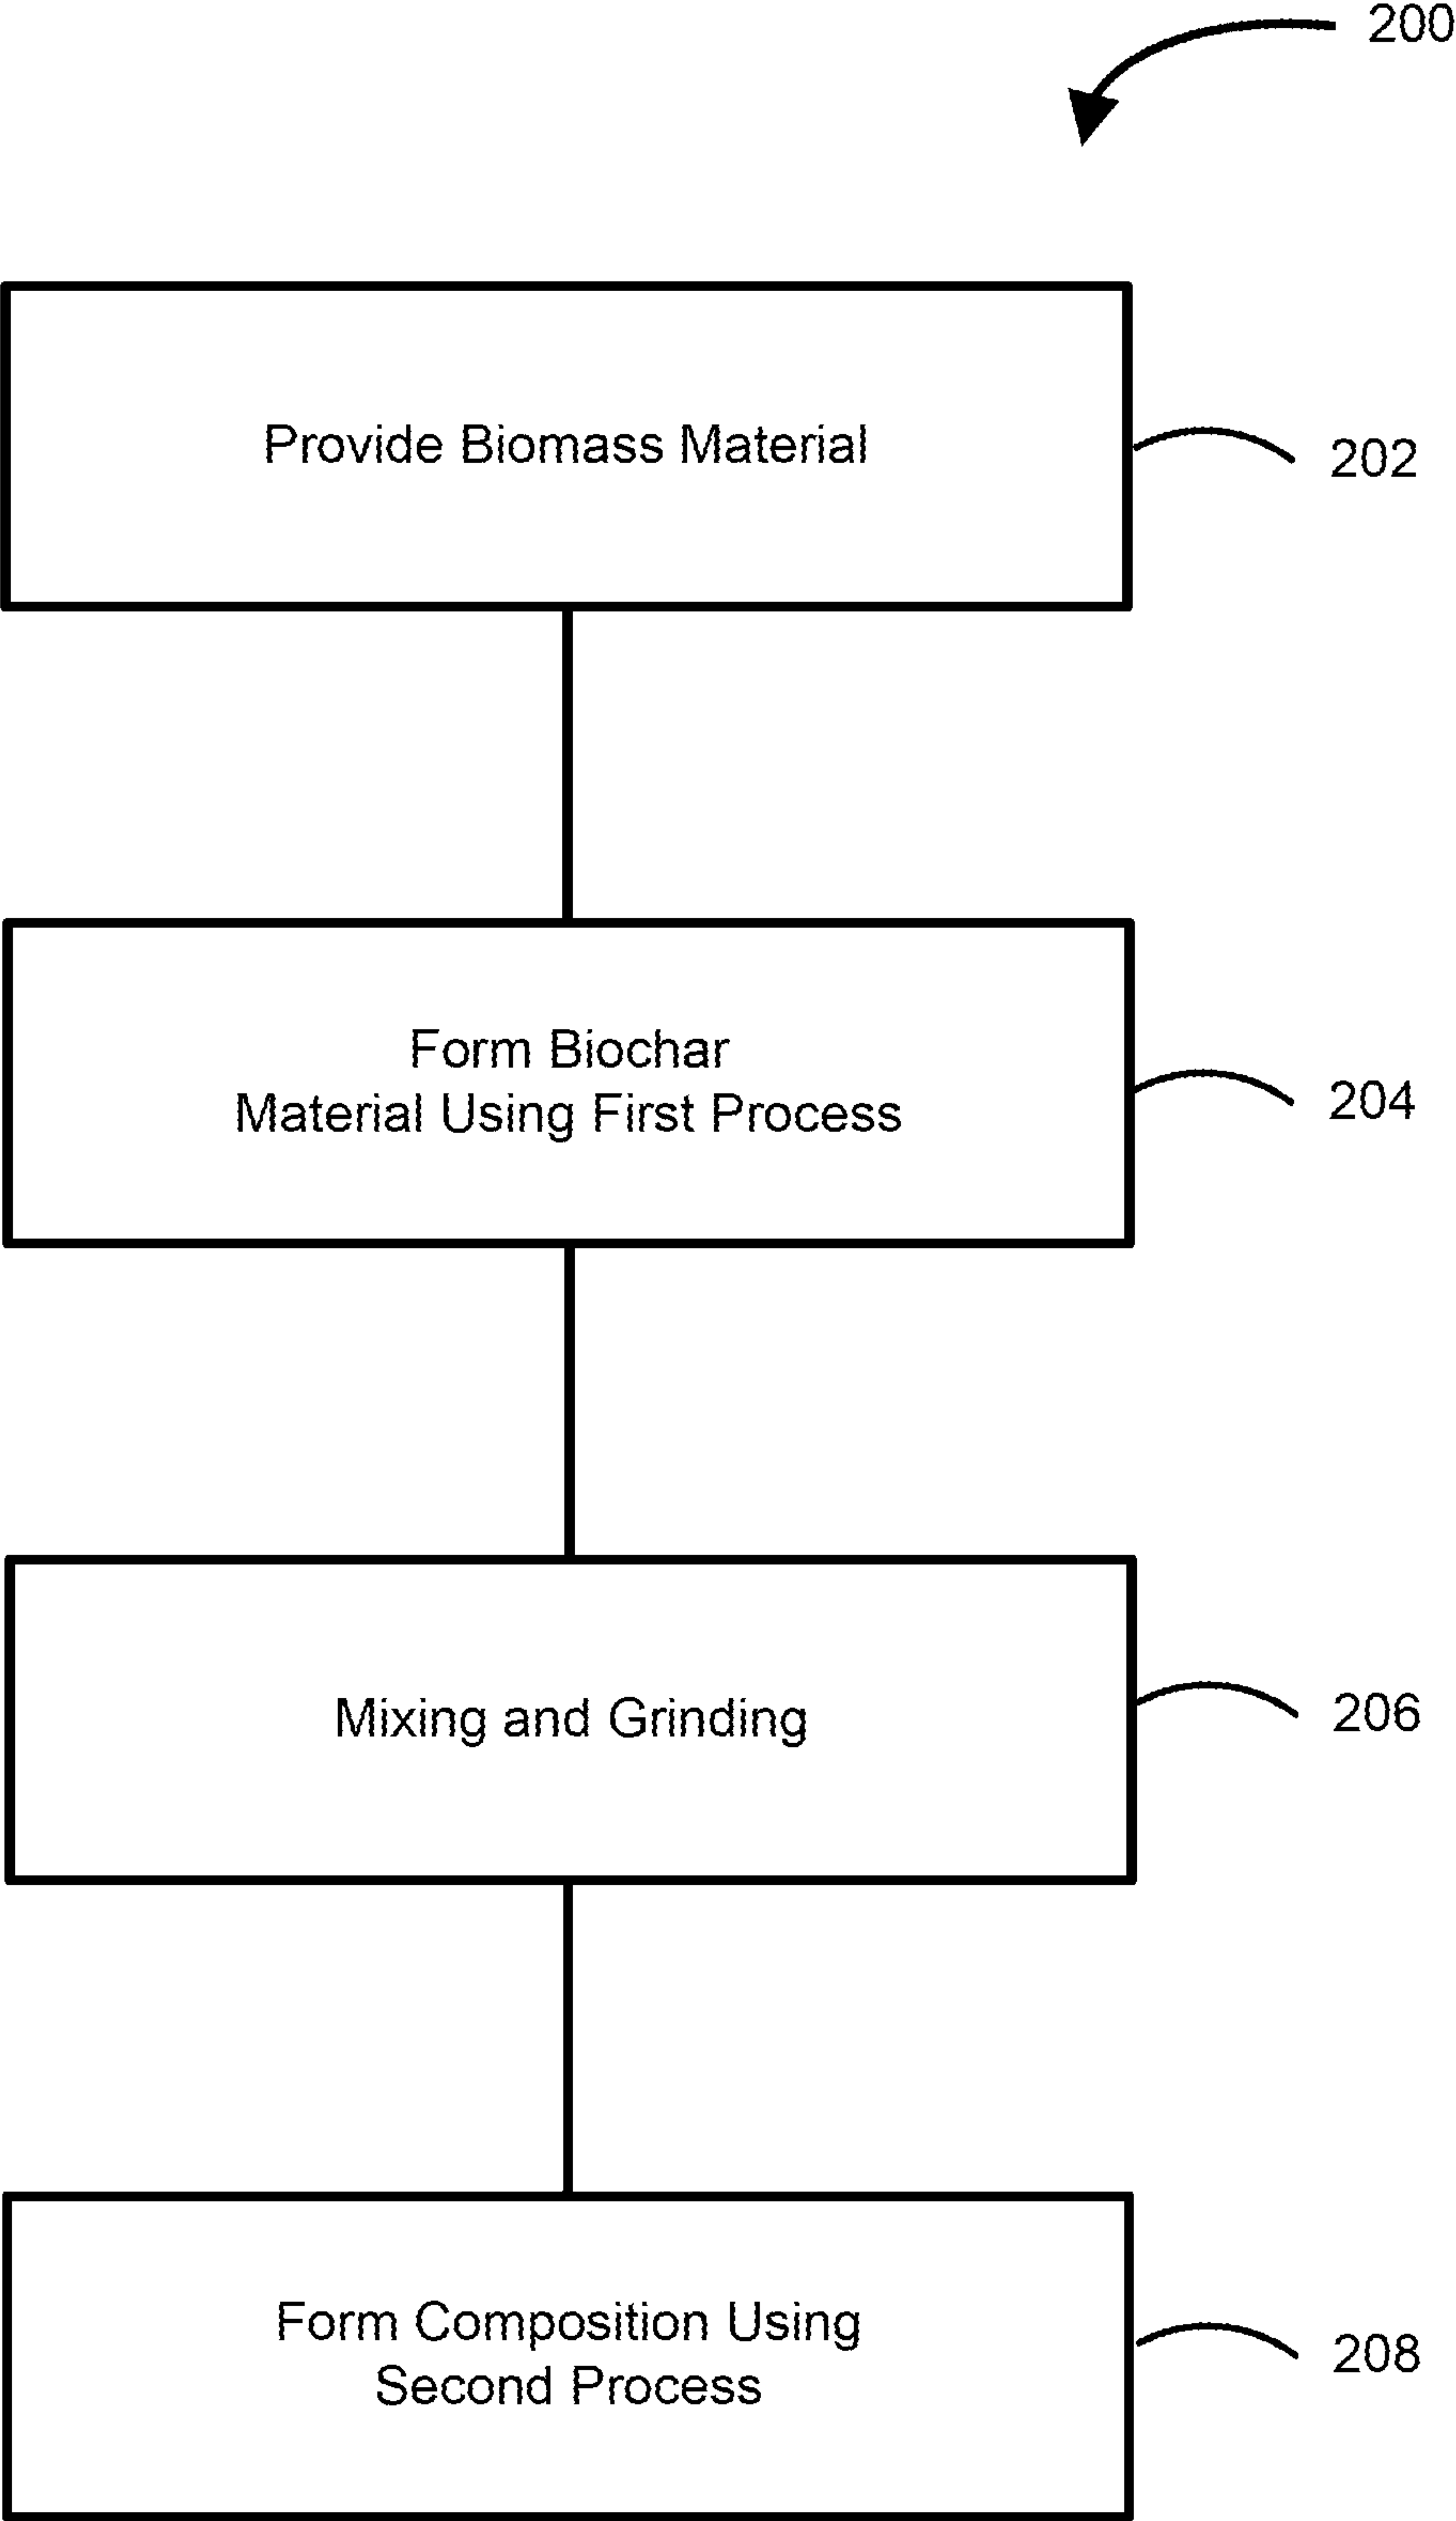 200
Provide Biomass Material
202
Form Biochar
Material Using First Process
204
Mixing and Grinding
206
Form Composition Using
Second Process
208